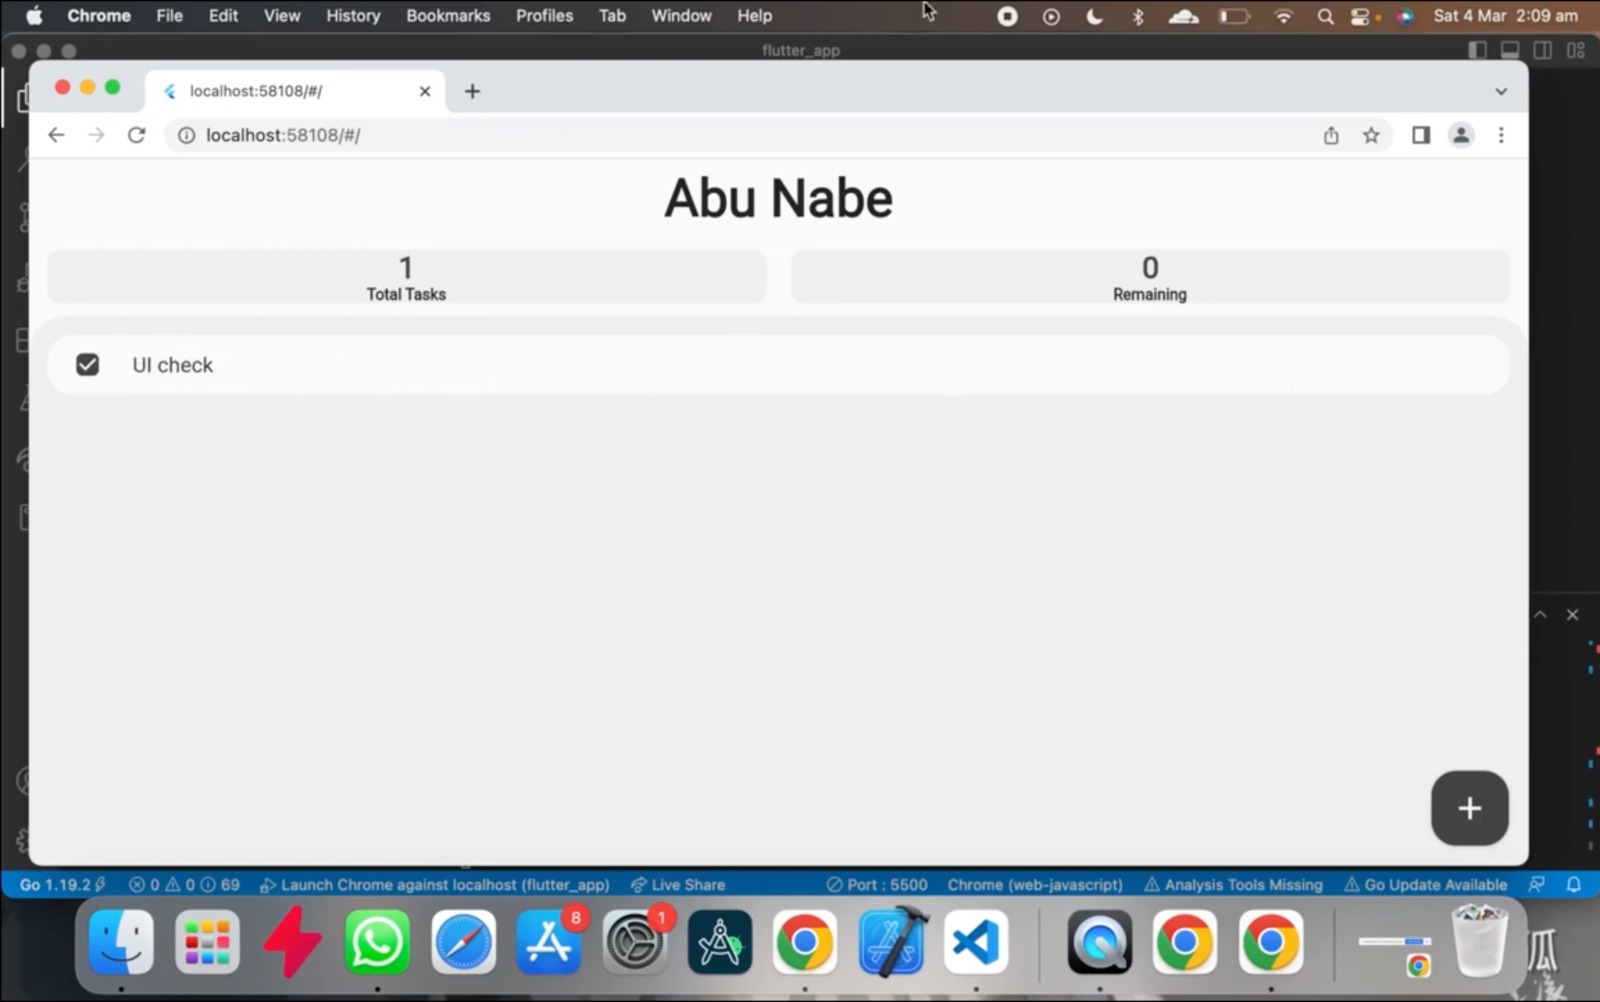 Chrome File Edit View History Bookmarks Profiles Tab Window Help Sat 4 Mar 2:09 am
flutter_app
localhost:58108/#/
localhost:58108/#/
Abu Nabe
1
Total Tasks
0
Remaining
UI check
Go 1.19.2 0 0 69 Launch Chrome against localhost (flutter_app) Live Share Port : 5500 Chrome (web-javascript) Analysis Tools Missing Go Update Available
8
1